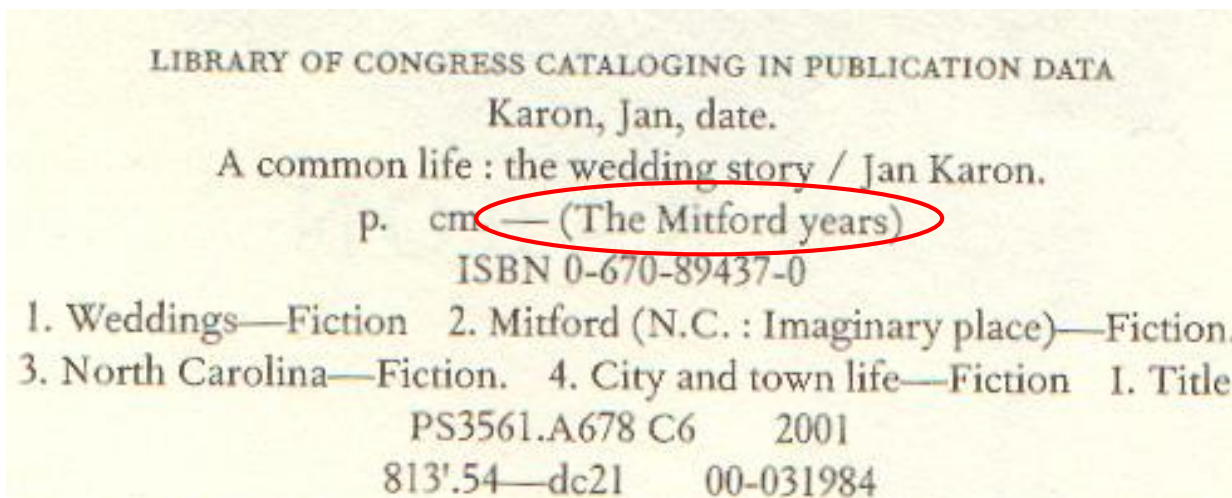 LIBRARY OF CONGRESS CATALOGING IN PUBLICATION DATA
Karon, Jan, date.
A common life : the wedding story / Jan Karon.
p. cm — (The Mitford years)
ISBN 0-670-89437-0
1. Weddings—Fiction 2. Mitford (N.C. : Imaginary place)—Fiction.
3. North Carolina—Fiction. 4. City and town life—Fiction I. Title
PS3561.A678 C6 2001
813'.54—dc21 00-031984